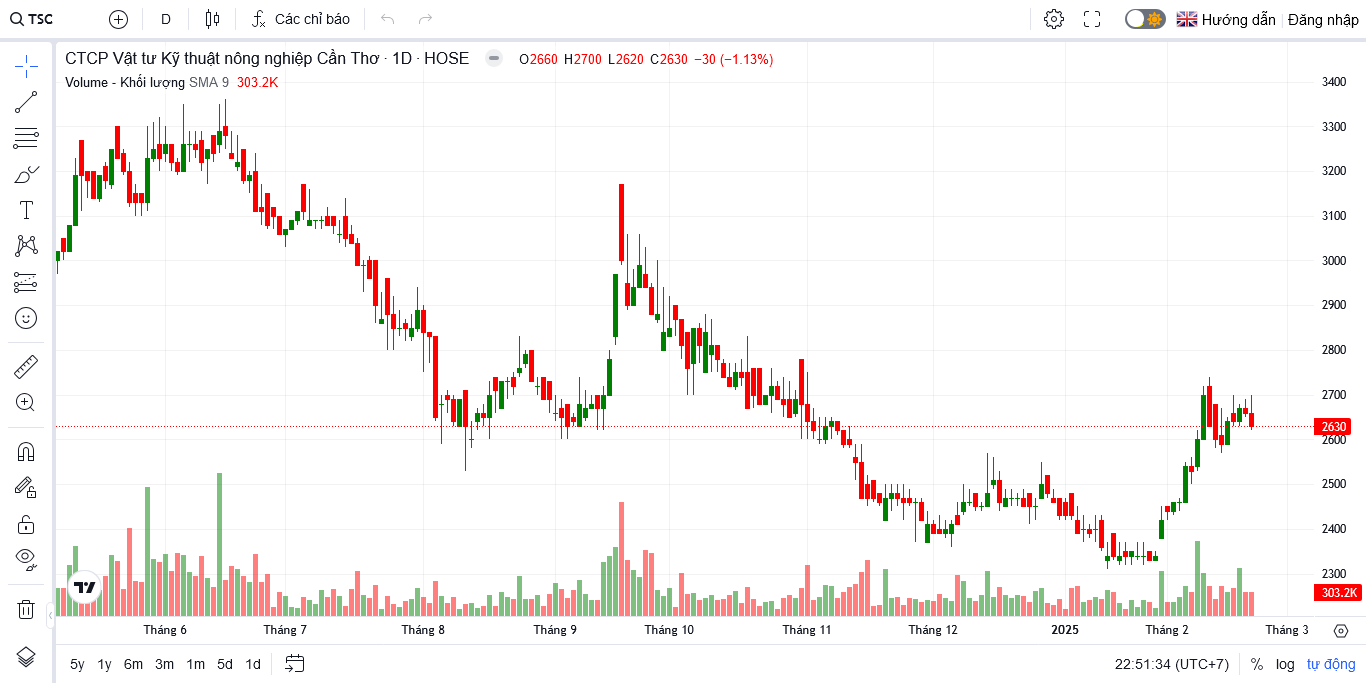 TSC D Các chỉ báo Hướng dẫn Đăng nhập
CTCP Vật tư Kỹ thuật nông nghiệp Cần Thơ · 1D · HOSE O2660 H2700 L2620 C2630 −30 (−1.13%)
Volume - Khối lượng SMA 9 303.2K
3400
3300
3200
3100
3000
2900
2800
2700
2630
2600
2500
2400
2300
303.2K
Tháng 6 Tháng 7 Tháng 8 Tháng 9 Tháng 10 Tháng 11 Tháng 12 2025 Tháng 2 Tháng 3
5y 1y 6m 3m 1m 5d 1d 22:51:34 (UTC+7) % log tự động